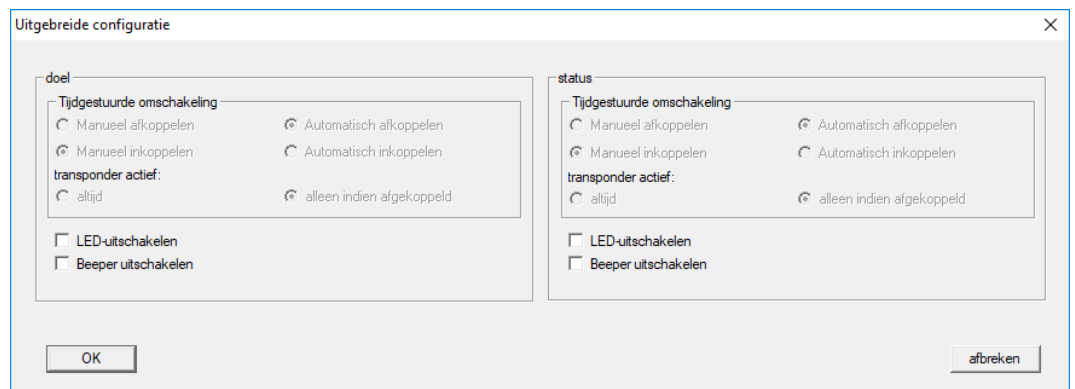 Uitgebreide configuratie
doel
Tijdgestuurde omschakeling
Manueel afkoppelen
Automatisch afkoppelen
Manueel inkoppelen
Automatisch inkoppelen
transponder actief:
altijd
alleen indien afgekoppeld
LED-uitschakelen
Beeper uitschakelen
status
Tijdgestuurde omschakeling
Manueel afkoppelen
Automatisch afkoppelen
Manueel inkoppelen
Automatisch inkoppelen
transponder actief:
altijd
alleen indien afgekoppeld
LED-uitschakelen
Beeper uitschakelen
OK
afbreken